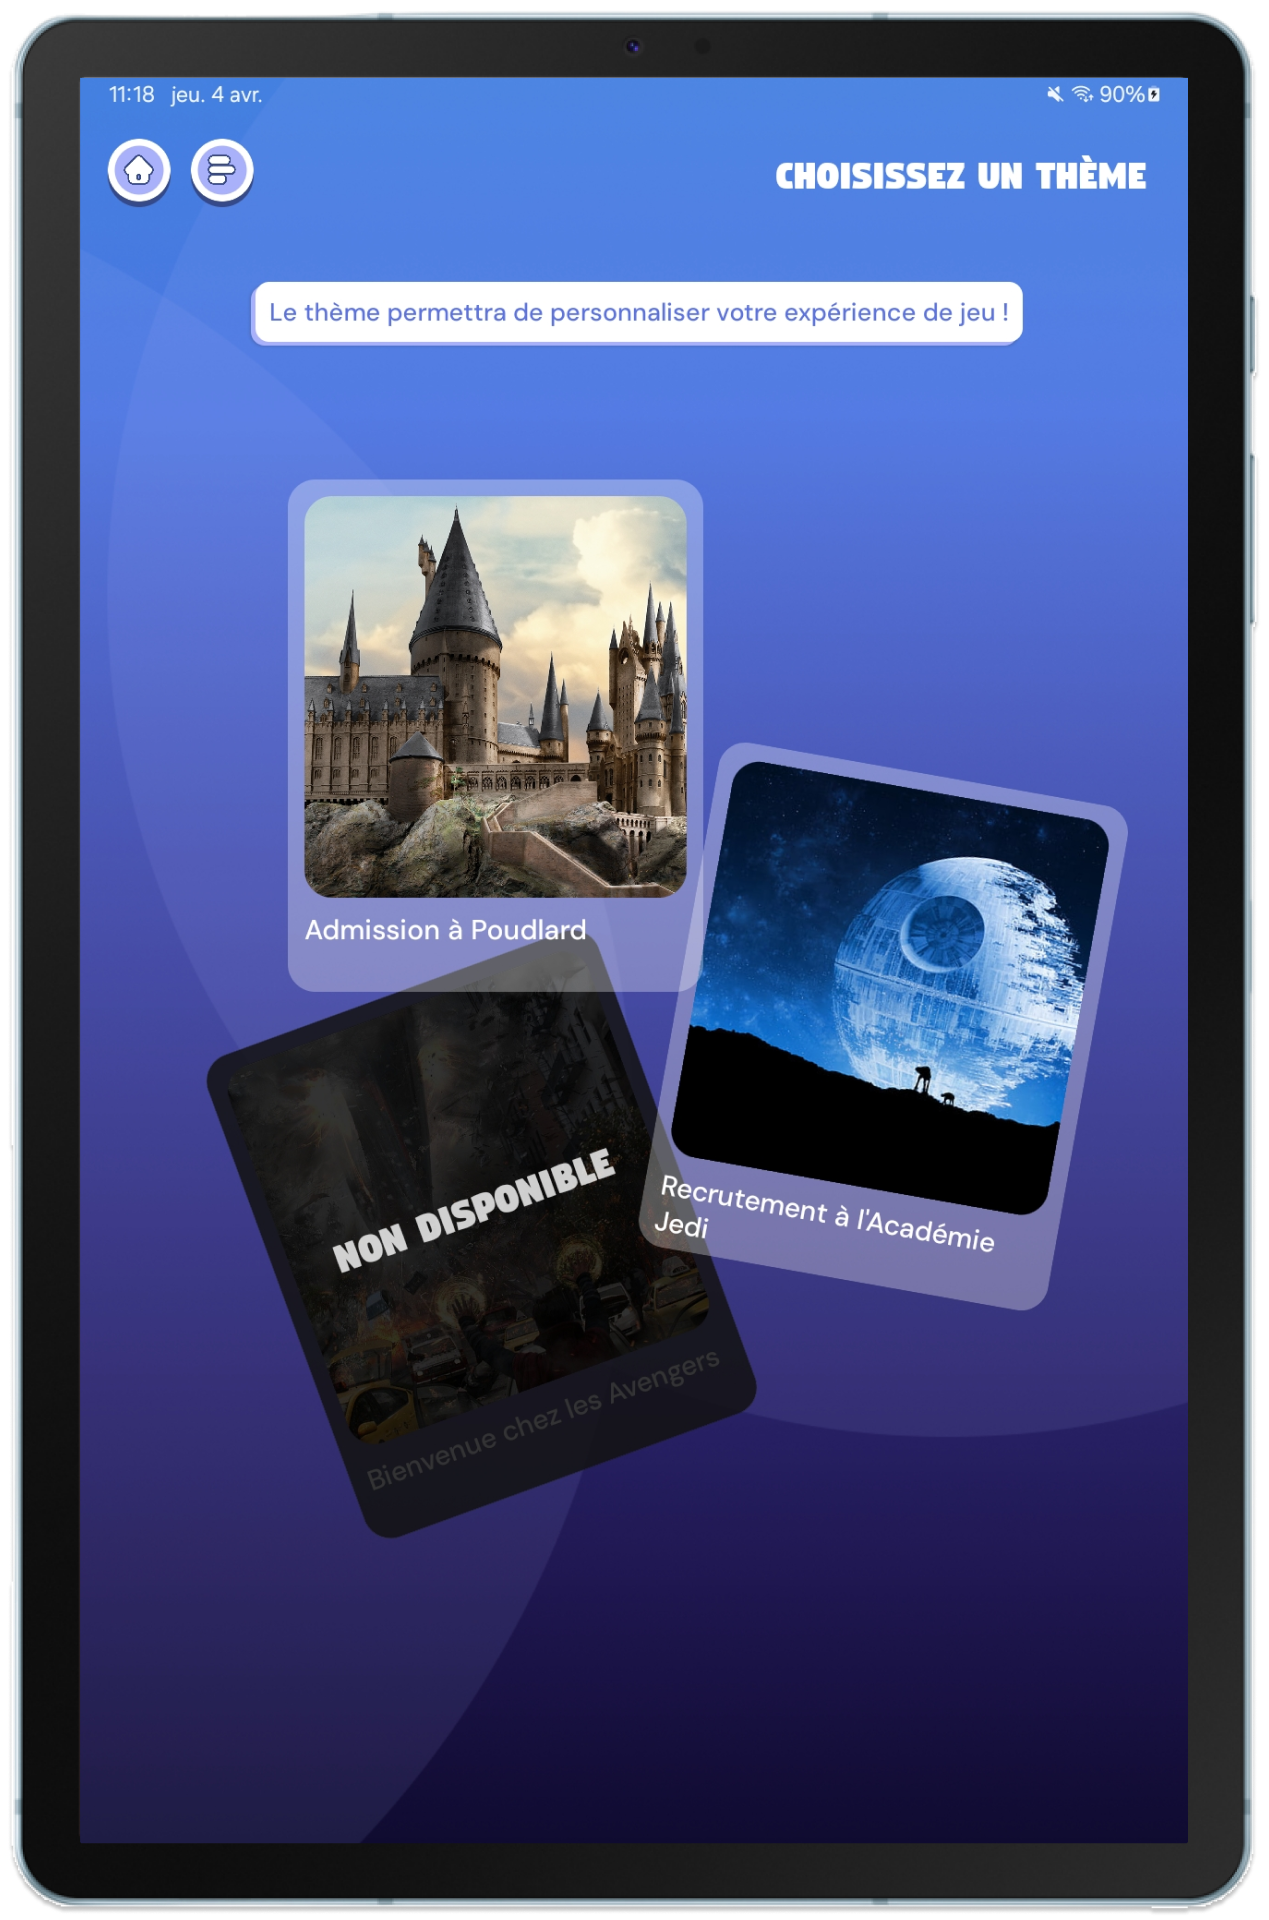 11:18 jeu. 4 avr.
90%
CHOISISSEZ UN THÈME
Le thème permettra de personnaliser votre expérience de jeu !
Admission à Poudlard
Recrutement à l'Académie
Jedi
NON DISPONIBLE
Bienvenue chez les Avengers